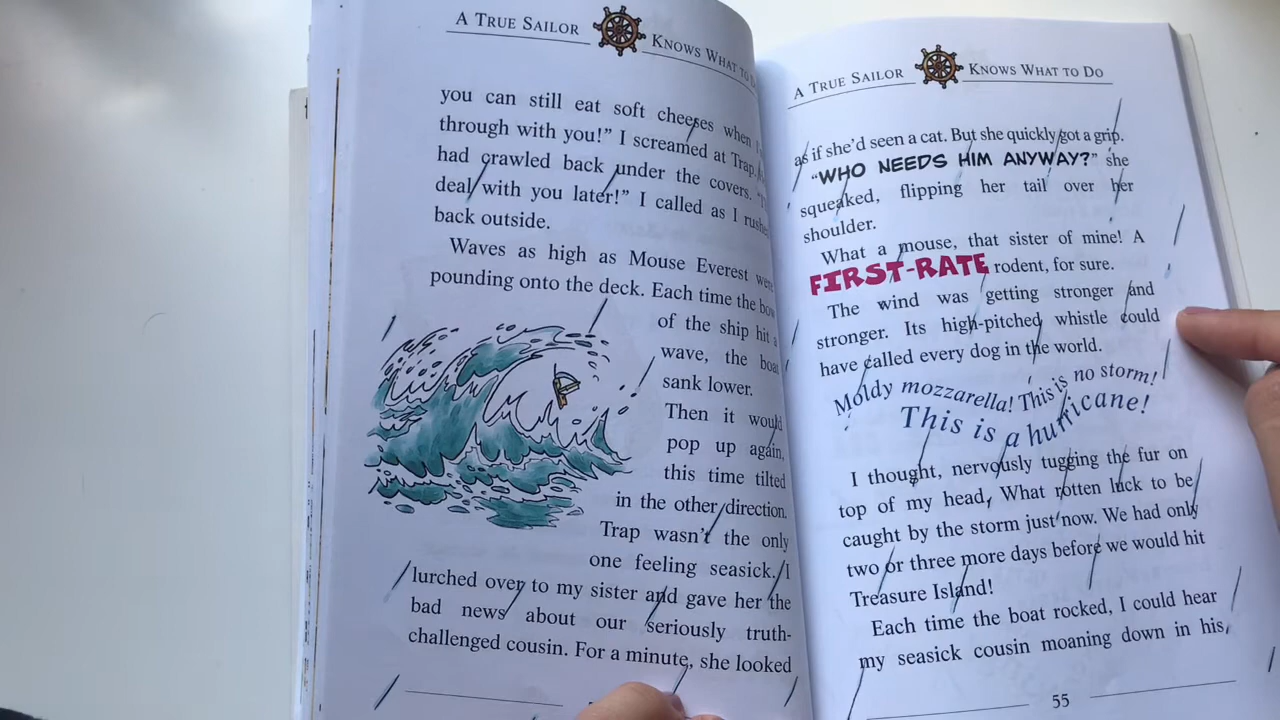 A TRUE SAILOR KNOWS WHAT TO
you can still eat soft cheeses when
through with you!” I screamed at Trap.
had crawled back under the covers.
deal with you later!” I called as I
back outside.
Waves as high as Mouse Everest were
pounding onto the deck. Each time the bow
of the ship hit a
wave, the boat
sank lower.
Then it would
pop up again,
this time tilted
in the other direction.
Trap wasn’t the only
one feeling seasick. I
lurched over to my sister and gave her the
bad news about our seriously truth-
challenged cousin. For a minute, she looked
A TRUE SAILOR KNOWS WHAT TO DO
as if she’d seen a cat. But she quickly got a grip.
“WHO NEEDS HIM ANYWAY?” she
squeaked, flipping her tail over her
shoulder.
What a mouse, that sister of mine! A
FIRST-RATE rodent, for sure.
The wind was getting stronger and
stronger. Its high-pitched whistle could
have called every dog in the world.
Moldy mozzarella! This is no storm!
This is a hurricane!
I thought, nervously tugging the fur on
top of my head, What rotten luck to be
caught by the storm just now. We had only
two or three more days before we would hit
Treasure Island!
Each time the boat rocked, I could hear
my seasick cousin moaning down in his
55